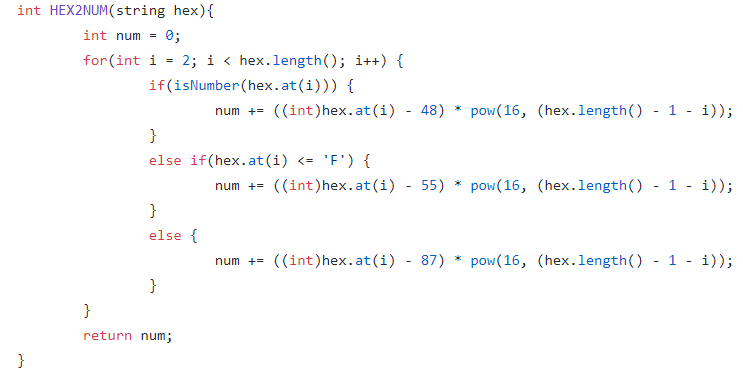 int HEX2NUM(string hex){
        int num = 0;
        for(int i = 2; i < hex.length(); i++) {
                if(isNumber(hex.at(i))) {
                        num += ((int)hex.at(i) - 48) * pow(16, (hex.length() - 1 - i));
                }
                else if(hex.at(i) <= 'F') {
                        num += ((int)hex.at(i) - 55) * pow(16, (hex.length() - 1 - i));
                }
                else {
                        num += ((int)hex.at(i) - 87) * pow(16, (hex.length() - 1 - i));
                }
        }
        return num;
}